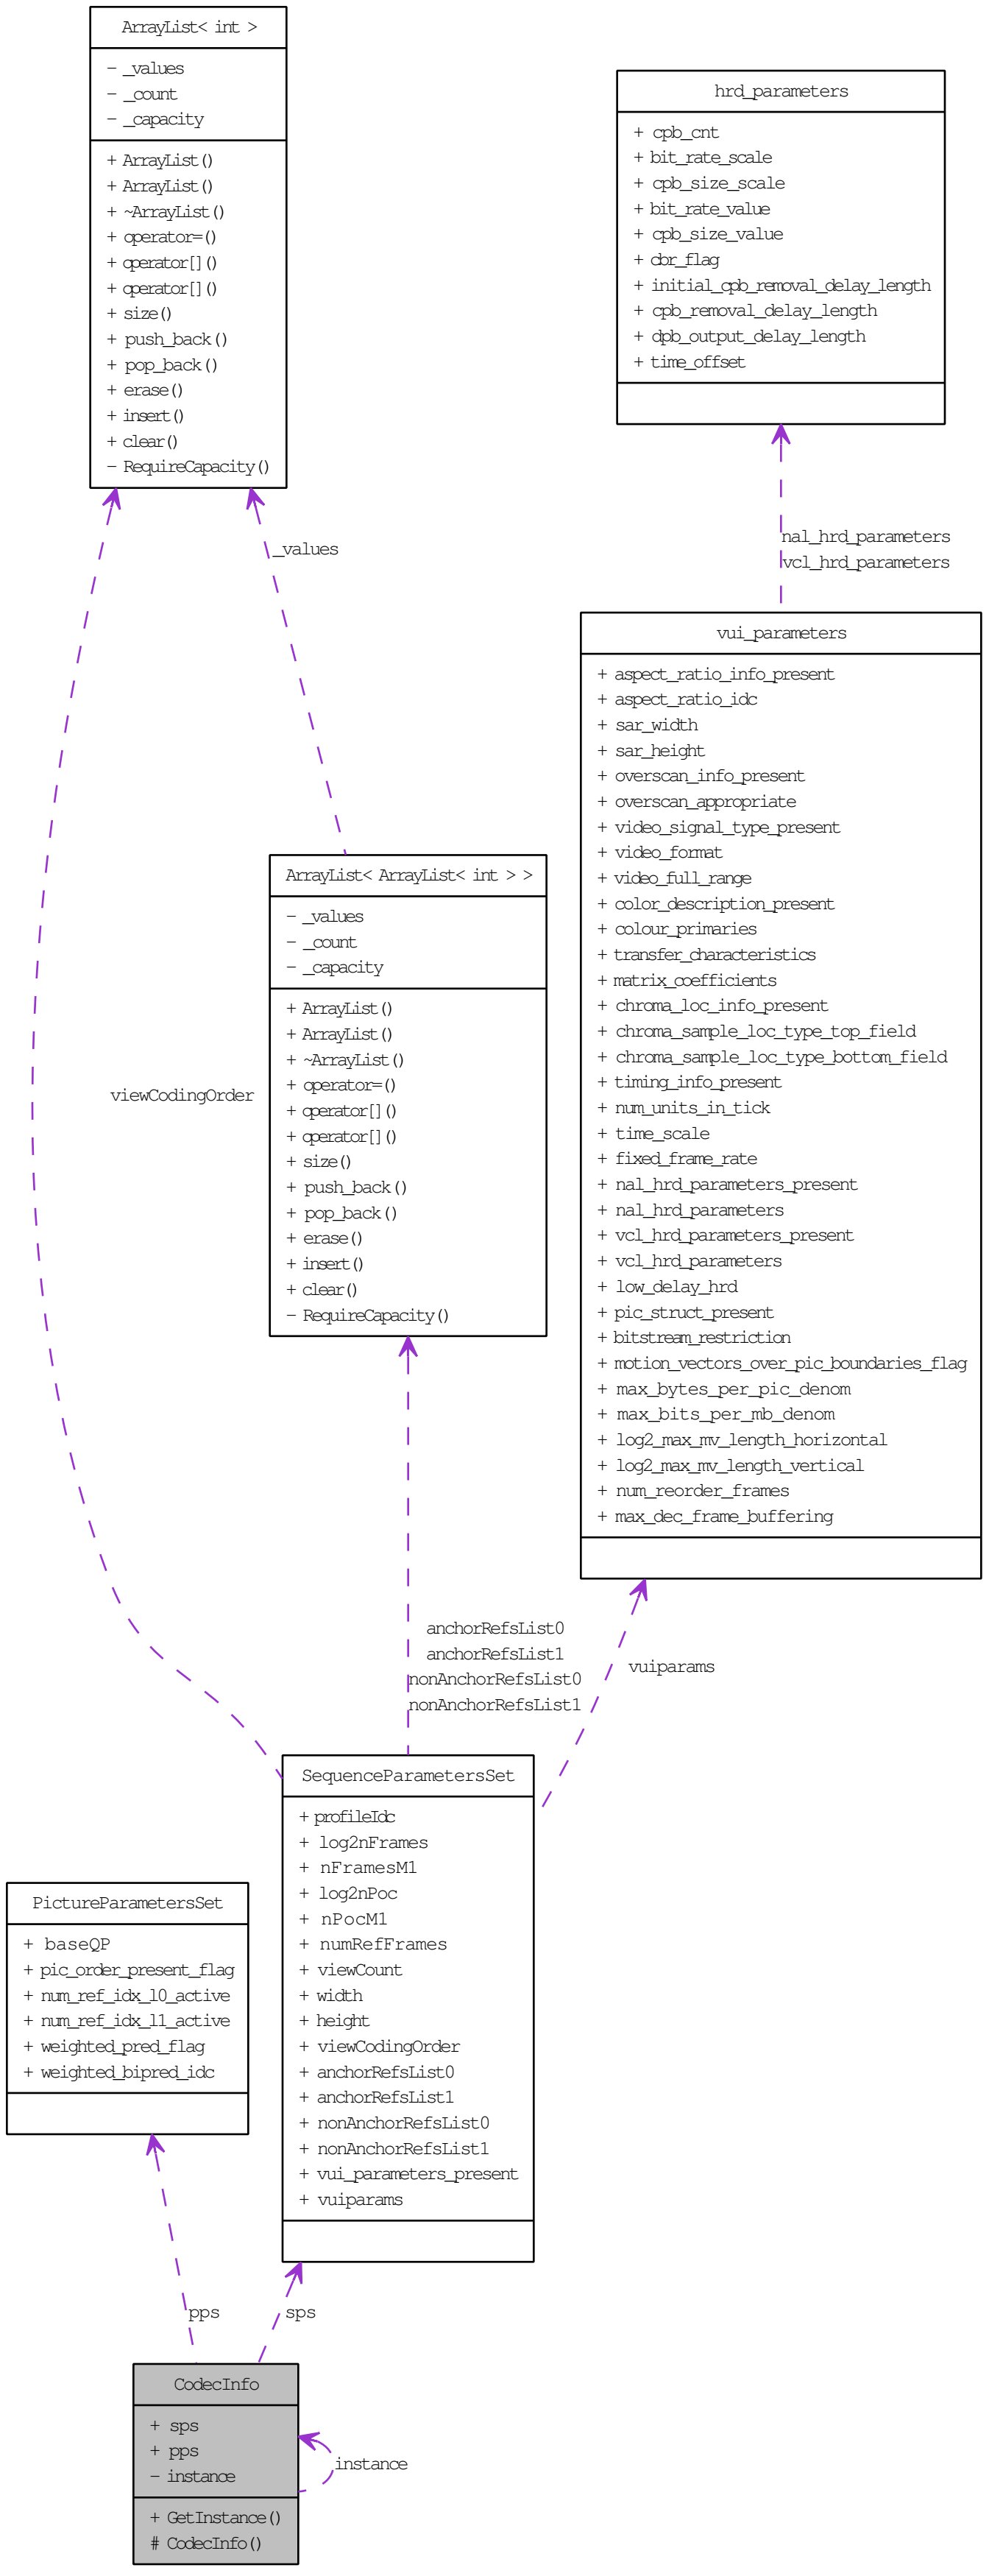 ArrayList< int >
- _values
- _count
- _capacity
+ ArrayList()
+ ArrayList()
+ ~ArrayList()
+ operator=()
+ operator[]()
+ operator[]()
+ size()
+ push_back()
+ pop_back()
+ erase()
+ insert()
+ clear()
- RequireCapacity()
hrd_parameters
+ cpb_cnt
+ bit_rate_scale
+ cpb_size_scale
+ bit_rate_value
+ cpb_size_value
+ cbr_flag
+ initial_cpb_removal_delay_length
+ cpb_removal_delay_length
+ dpb_output_delay_length
+ time_offset
_values
nal_hrd_parameters
vcl_hrd_parameters
vui_parameters
+ aspect_ratio_info_present
+ aspect_ratio_idc
+ sar_width
+ sar_height
+ overscan_info_present
+ overscan_appropriate
+ video_signal_type_present
+ video_format
+ video_full_range
+ color_description_present
+ colour_primaries
+ transfer_characteristics
+ matrix_coefficients
+ chroma_loc_info_present
+ chroma_sample_loc_type_top_field
+ chroma_sample_loc_type_bottom_field
+ timing_info_present
+ num_units_in_tick
+ time_scale
+ fixed_frame_rate
+ nal_hrd_parameters_present
+ nal_hrd_parameters
+ vcl_hrd_parameters_present
+ vcl_hrd_parameters
+ low_delay_hrd
+ pic_struct_present
+ bitstream_restriction
+ motion_vectors_over_pic_boundaries_flag
+ max_bytes_per_pic_denom
+ max_bits_per_mb_denom
+ log2_max_mv_length_horizontal
+ log2_max_mv_length_vertical
+ num_reorder_frames
+ max_dec_frame_buffering
ArrayList< ArrayList< int > >
- _values
- _count
- _capacity
+ ArrayList()
+ ArrayList()
+ ~ArrayList()
+ operator=()
+ operator[]()
+ operator[]()
+ size()
+ push_back()
+ pop_back()
+ erase()
+ insert()
+ clear()
- RequireCapacity()
viewCodingOrder
anchorRefsList0
anchorRefsList1
nonAnchorRefsList0
nonAnchorRefsList1
vuiparams
SequenceParametersSet
+ profileIdc
+ log2nFrames
+ nFramesM1
+ log2nPoc
+ nPocM1
+ numRefFrames
+ viewCount
+ width
+ height
+ viewCodingOrder
+ anchorRefsList0
+ anchorRefsList1
+ nonAnchorRefsList0
+ nonAnchorRefsList1
+ vui_parameters_present
+ vuiparams
PictureParametersSet
+ baseQP
+ pic_order_present_flag
+ num_ref_idx_l0_active
+ num_ref_idx_l1_active
+ weighted_pred_flag
+ weighted_bipred_idc
pps
sps
CodecInfo
+ sps
+ pps
- instance
+ GetInstance()
# CodecInfo()
instance